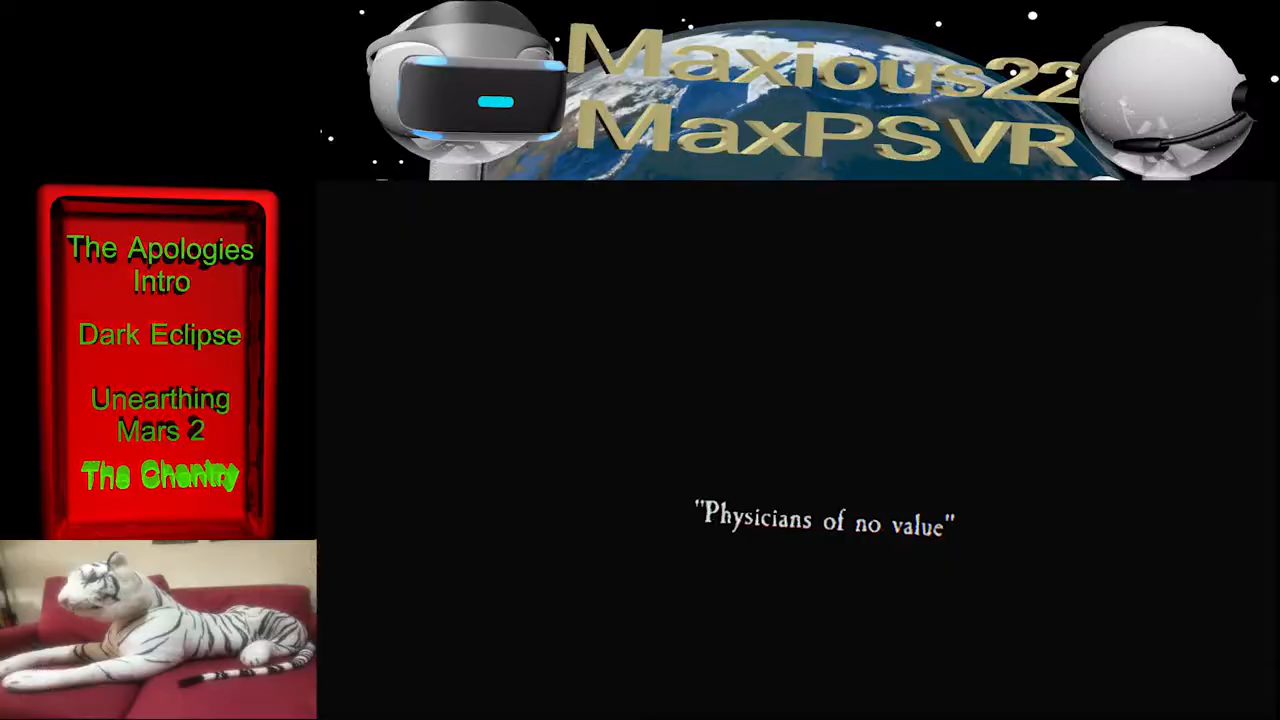 Maxious22
MaxPSVR
The Apologies
Intro
Dark Eclipse
Unearthing
Mars 2
The Chantry
"Physicians of no value"